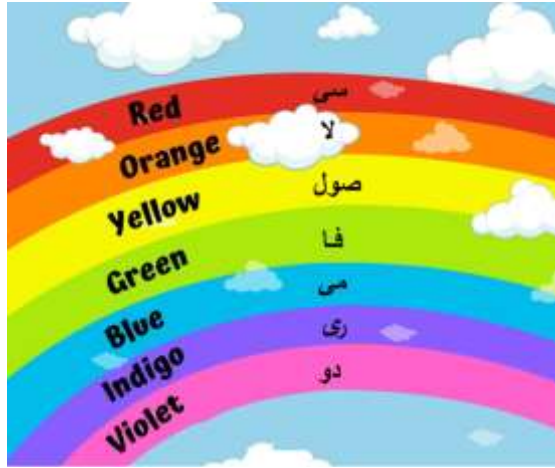 Red سی
Orange لا
Yellow صول
Green فا
Blue می
Indigo ری
Violet دو